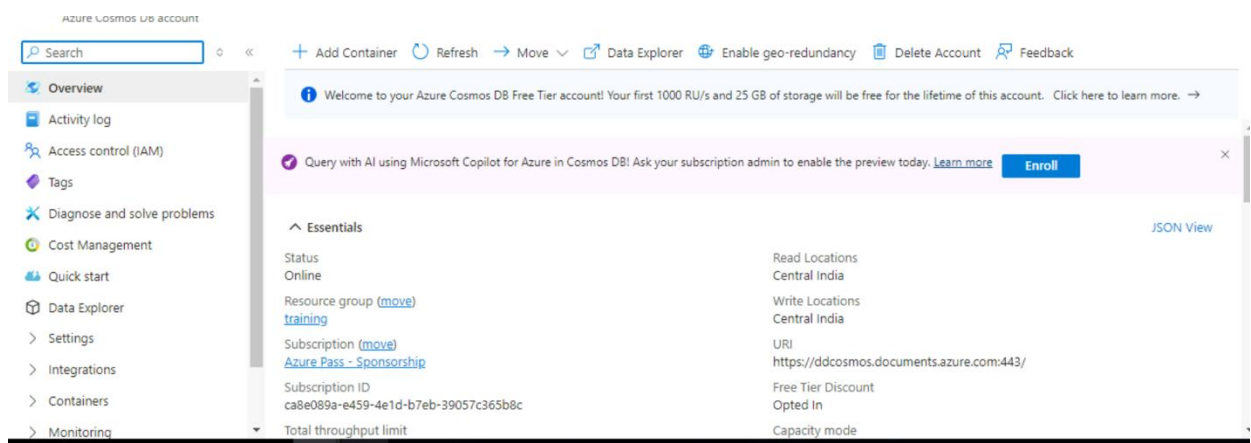 Azure Cosmos DB account
Search
Add Container Refresh Move Data Explorer Enable geo-redundancy Delete Account Feedback
Overview
Welcome to your Azure Cosmos DB Free Tier account! Your first 1000 RU/s and 25 GB of storage will be free for the lifetime of this account. Click here to learn more. →
Activity log
Access control (IAM)
Query with AI using Microsoft Copilot for Azure in Cosmos DB! Ask your subscription admin to enable the preview today. Learn more Enroll
Tags
Diagnose and solve problems
Cost Management
Quick start
Data Explorer
Settings
Integrations
Containers
Monitoring
Essentials JSON View
Status
Online
Resource group (move)
training
Subscription (move)
Azure Pass - Sponsorship
Subscription ID
ca8e089a-e459-4e1d-b7eb-39057c365b8c
Total throughput limit
Read Locations
Central India
Write Locations
Central India
URI
https://ddcosmos.documents.azure.com:443/
Free Tier Discount
Opted In
Capacity mode